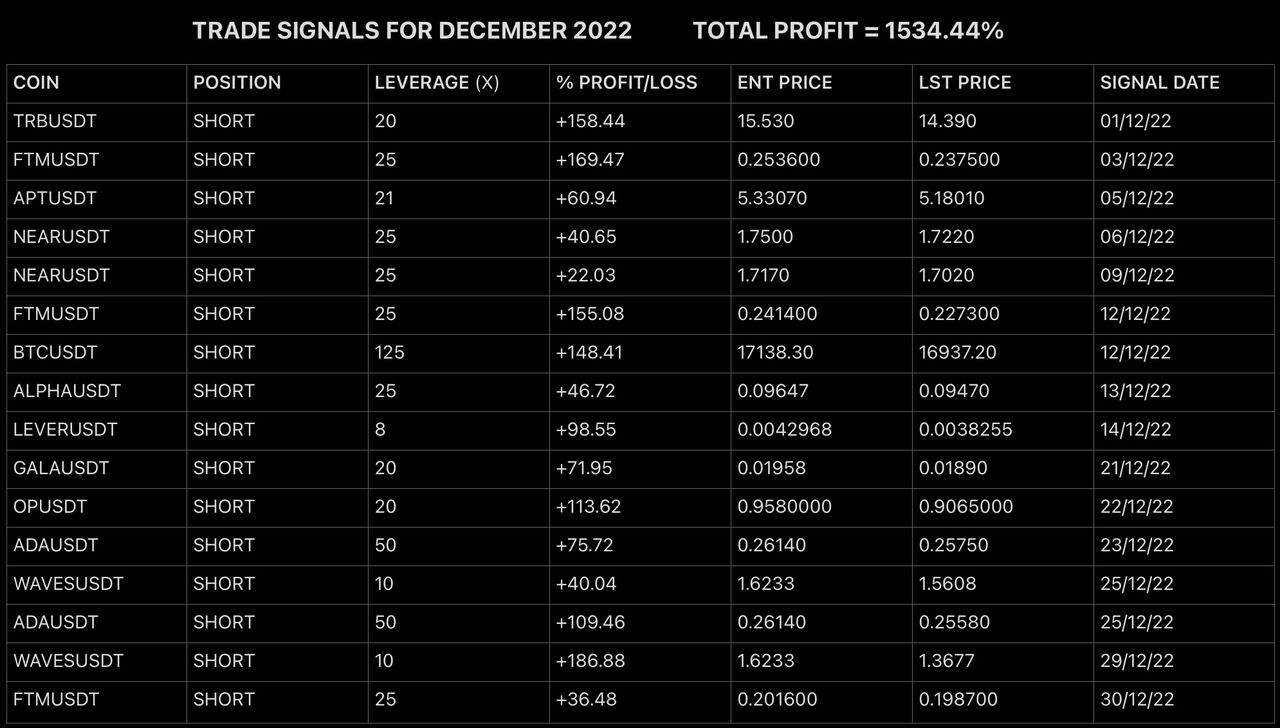 TRADE SIGNALS FOR DECEMBER 2022 TOTAL PROFIT = 1534.44%
COIN POSITION LEVERAGE (X) % PROFIT/LOSS ENT PRICE LST PRICE SIGNAL DATE
TRBUSDT SHORT 20 +158.44 15.530 14.390 01/12/22
FTMUSDT SHORT 25 +169.47 0.253600 0.237500 03/12/22
APTUSDT SHORT 21 +60.94 5.33070 5.18010 05/12/22
NEARUSDT SHORT 25 +40.65 1.7500 1.7220 06/12/22
NEARUSDT SHORT 25 +22.03 1.7170 1.7020 09/12/22
FTMUSDT SHORT 25 +155.08 0.241400 0.227300 12/12/22
BTCUSDT SHORT 125 +148.41 17138.30 16937.20 12/12/22
ALPHAUSDT SHORT 25 +46.72 0.09647 0.09470 13/12/22
LEVERUSDT SHORT 8 +98.55 0.0042968 0.0038255 14/12/22
GALAUSDT SHORT 20 +71.95 0.01958 0.01890 21/12/22
OPUSDT SHORT 20 +113.62 0.9580000 0.9065000 22/12/22
ADAUSDT SHORT 50 +75.72 0.26140 0.25750 23/12/22
WAVESUSDT SHORT 10 +40.04 1.6233 1.5608 25/12/22
ADAUSDT SHORT 50 +109.46 0.26140 0.25580 25/12/22
WAVESUSDT SHORT 10 +186.88 1.6233 1.3677 29/12/22
FTMUSDT SHORT 25 +36.48 0.201600 0.198700 30/12/22